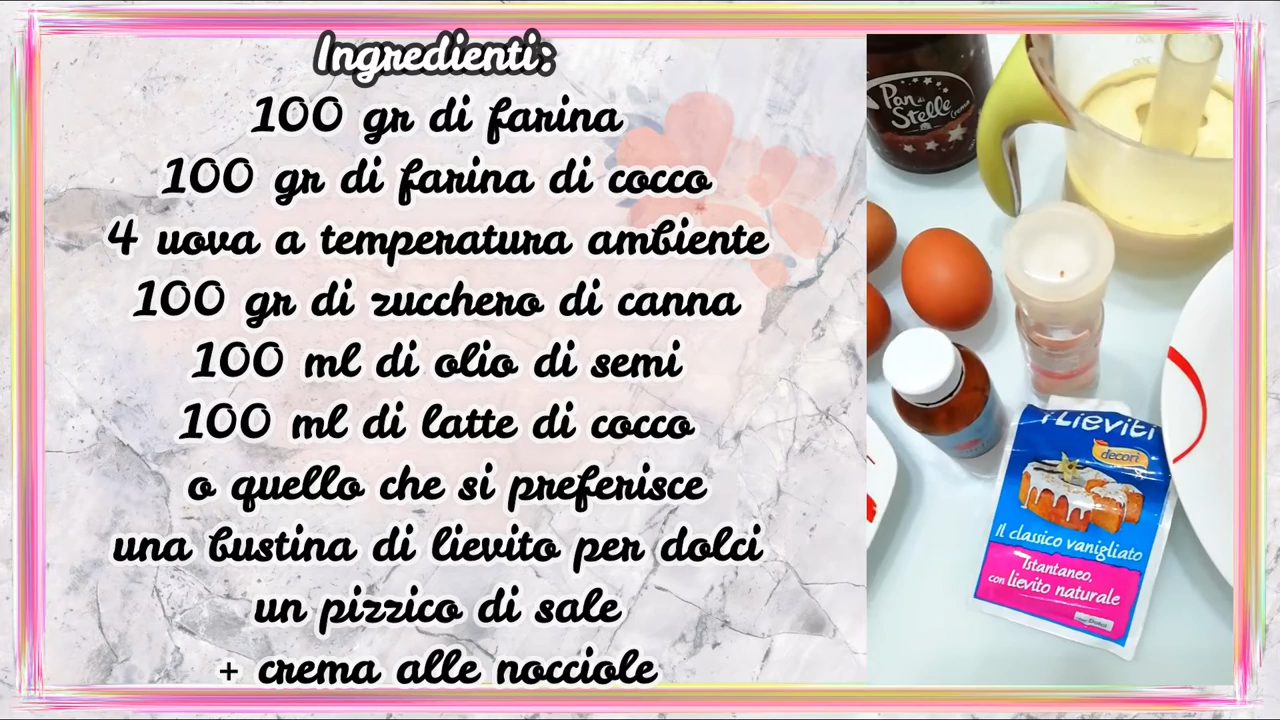 Ingredienti:
100 gr di farina
100 gr di farina di cocco
4 uova a temperatura ambiente
100 gr di zucchero di canna
100 ml di olio di semi
100 ml di latte di cocco
o quello che si preferisce
una bustina di lievito per dolci
un pizzico di sale
+ crema alle nocciole
Pan di
Stelle
Crema
i Lieviti
decorì
Il classico vanigliato
Istantaneo,
con lievito naturale